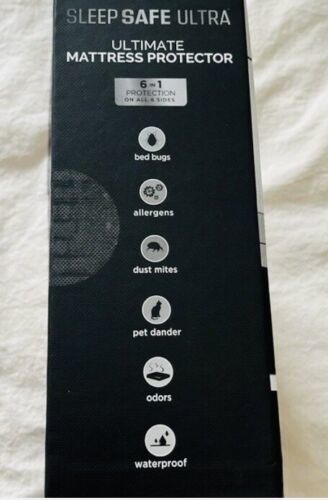 SLEEP SAFE ULTRA
ULTIMATE
MATTRESS PROTECTOR
6 IN 1
PROTECTION
ON ALL 6 SIDES
bed bugs
allergens
dust mites
pet dander
odors
waterproof